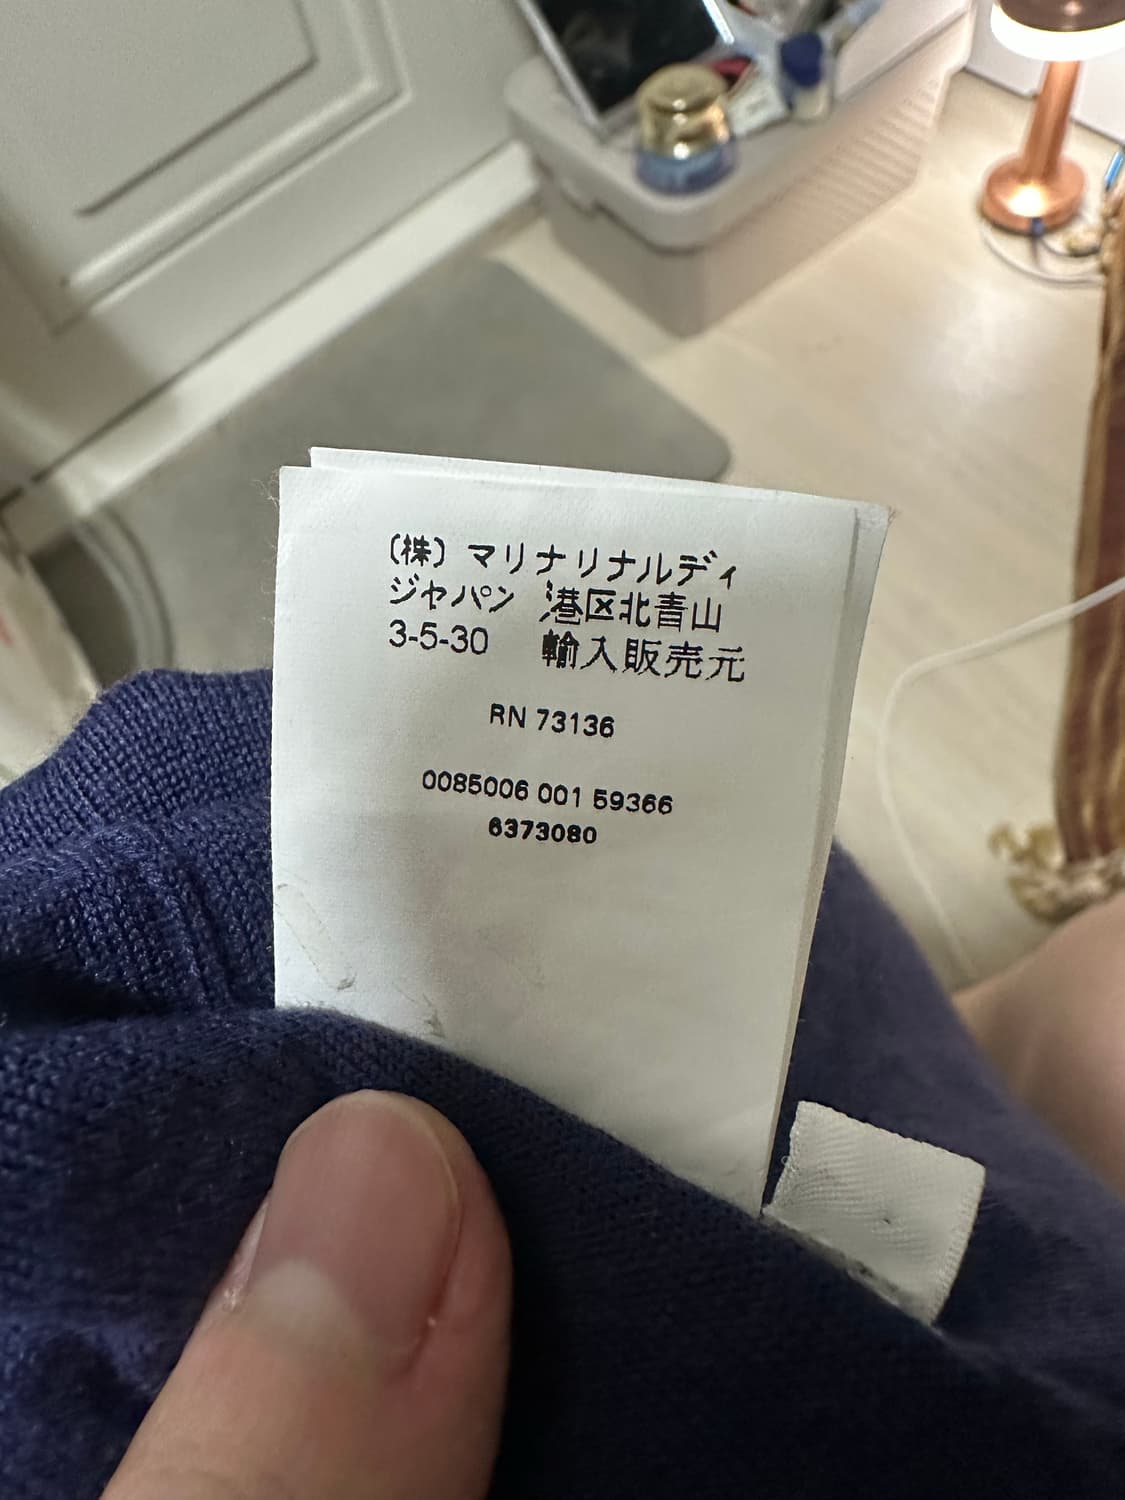 (株) マリナリナルディ
ジャパン 港区北青山
3-5-30 輸入販売元
RN 73136
0085006 001 59366
6373080